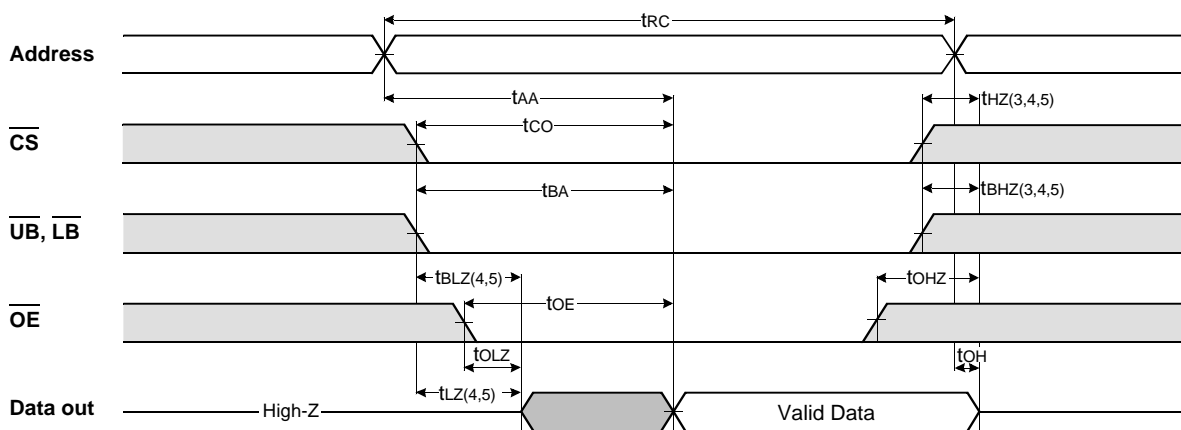 tRC
Address
tAA
tHZ(3,4,5)
tCO
CS
tBA
tBHZ(3,4,5)
UB, LB
tBLZ(4,5)
tOHZ
tOE
OE
tOLZ
tOH
tLZ(4,5)
Data out
High-Z
Valid Data